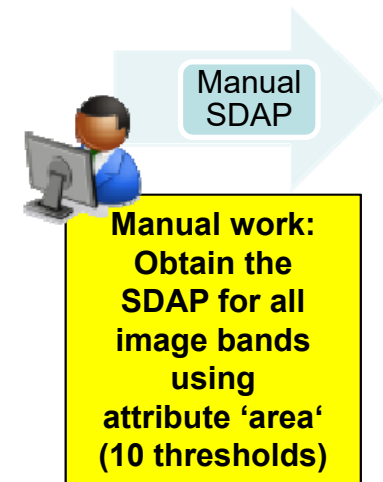 Manual
SDAP
Manual work:
Obtain the
SDAP for all
image bands
using
attribute ‘area‘
(10 thresholds)